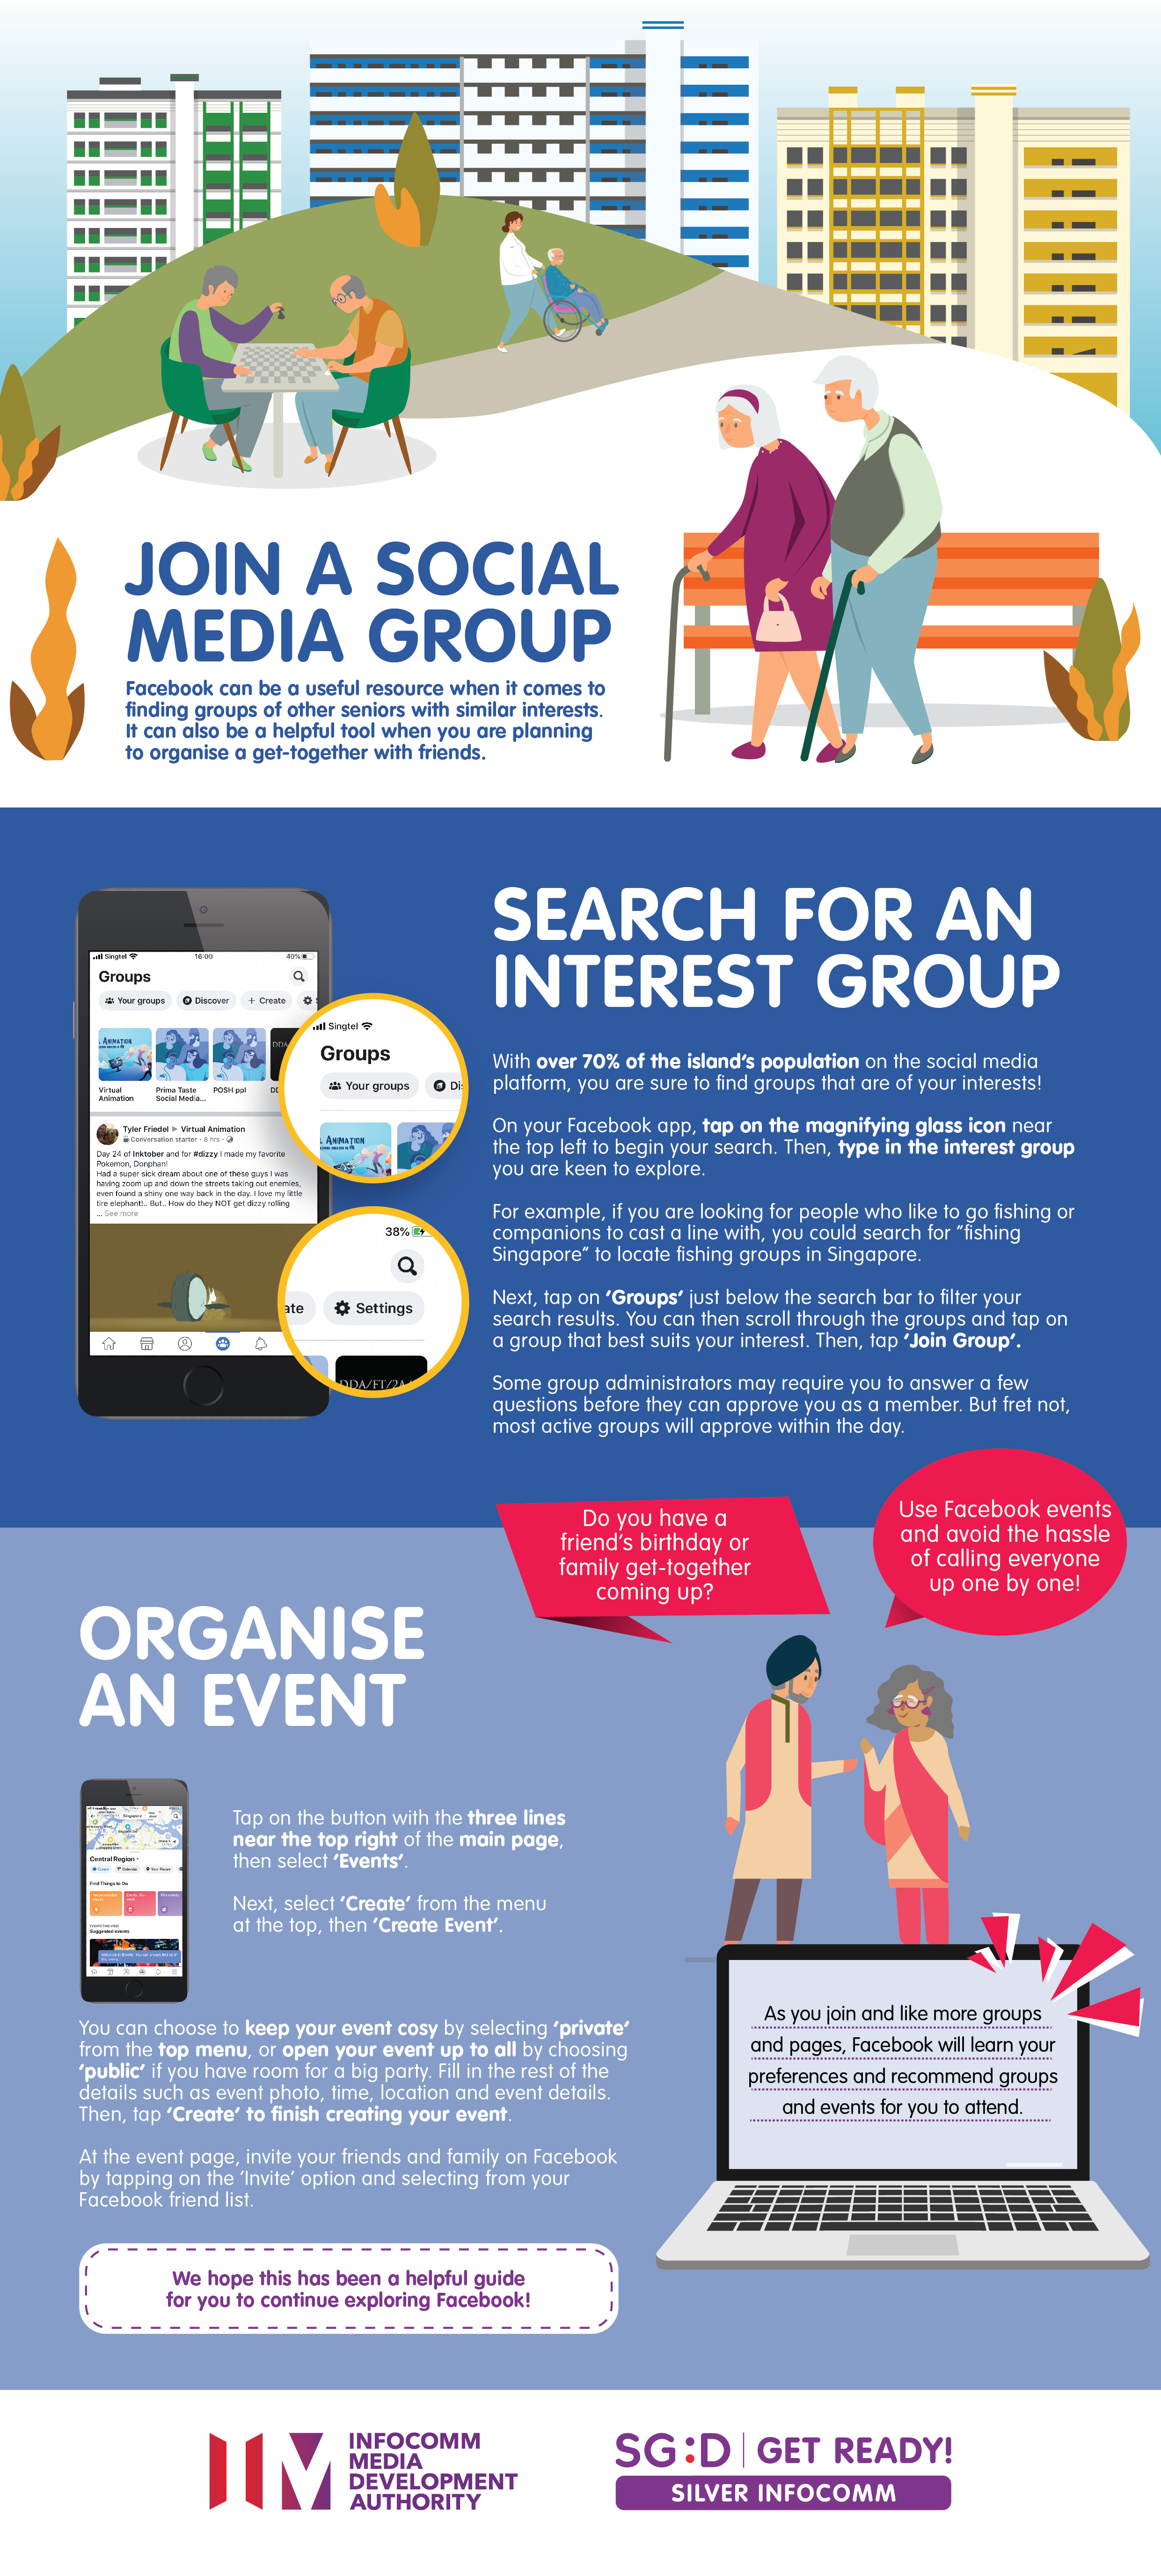 JOIN A SOCIAL
MEDIA GROUP
Facebook can be a useful resource when it comes to
finding groups of other seniors with similar interests.
It can also be a helpful tool when you are planning
to organise a get-together with friends.
SEARCH FOR AN
INTEREST GROUP
Singtel 16:00 40%
Groups
Your groups Discover + Create
Virtual
Animation
Prima Taste
Social Media...
POSH ppl
Tyler Friedel ▶ Virtual Animation
Conversation starter · 8 hrs ·
Day 24 of Inktober and for #dizzy I made my favorite
Pokemon, Donphan!
Had a super sick dream about one of these guys I was
having zoom up and down the streets taking out enemies,
even found a shiny one way back in the day. I love my little
tire elephant!.. But.. How do they NOT get dizzy rolling
... See more
Singtel
Groups
Your groups Di
ANIMATION
38%
ate Settings
DDA/FT/2A
With over 70% of the island's population on the social media
platform, you are sure to find groups that are of your interests!
On your Facebook app, tap on the magnifying glass icon near
the top left to begin your search. Then, type in the interest group
you are keen to explore.
For example, if you are looking for people who like to go fishing or
companions to cast a line with, you could search for "fishing
Singapore" to locate fishing groups in Singapore.
Next, tap on 'Groups' just below the search bar to filter your
search results. You can then scroll through the groups and tap on
a group that best suits your interest. Then, tap 'Join Group'.
Some group administrators may require you to answer a few
questions before they can approve you as a member. But fret not,
most active groups will approve within the day.
Do you have a
friend's birthday or
family get-together
coming up?
Use Facebook events
and avoid the hassle
of calling everyone
up one by one!
ORGANISE
AN EVENT
Singapore
Central Region
Create Calendar Your Places
Find Things to Do
Suggested events
Tap on the button with the three lines
near the top right of the main page,
then select 'Events'.
Next, select 'Create' from the menu
at the top, then 'Create Event'.
You can choose to keep your event cosy by selecting 'private'
from the top menu, or open your event up to all by choosing
'public' if you have room for a big party. Fill in the rest of the
details such as event photo, time, location and event details.
Then, tap 'Create' to finish creating your event.
At the event page, invite your friends and family on Facebook
by tapping on the 'Invite' option and selecting from your
Facebook friend list.
As you join and like more groups
and pages, Facebook will learn your
preferences and recommend groups
and events for you to attend.
We hope this has been a helpful guide
for you to continue exploring Facebook!
INFOCOMM
MEDIA
DEVELOPMENT
AUTHORITY
SG:D | GET READY!
SILVER INFOCOMM